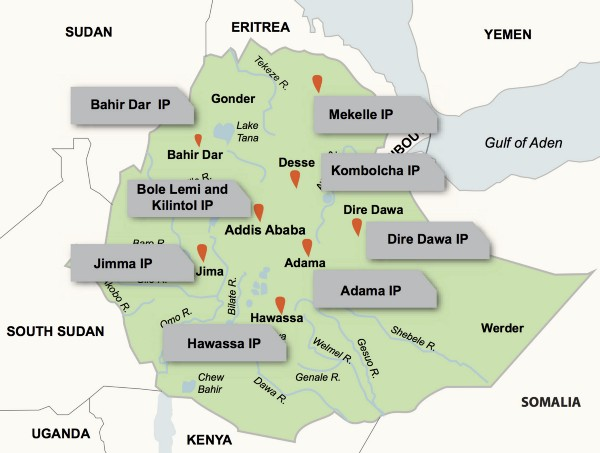 SUDAN
ERITREA
YEMEN
Tekeze R.
Gonder
Bahir Dar IP
Mekelle IP
Lake
Tana
Gulf of Aden
Bahir Dar
Desse
Kombolcha IP
Bole Lemi and
Kilintol IP
Dire Dawa
Addis Ababa
Dire Dawa IP
Baro R.
Jimma IP
Jima
Adama
Adama IP
Bilate R.
Omo R.
Hawassa
Shebele R.
Werder
SOUTH SUDAN
Hawassa IP
Welmel R.
Gesuo R.
Chew
Bahir
Genale R.
Dawa R.
SOMALIA
UGANDA
KENYA